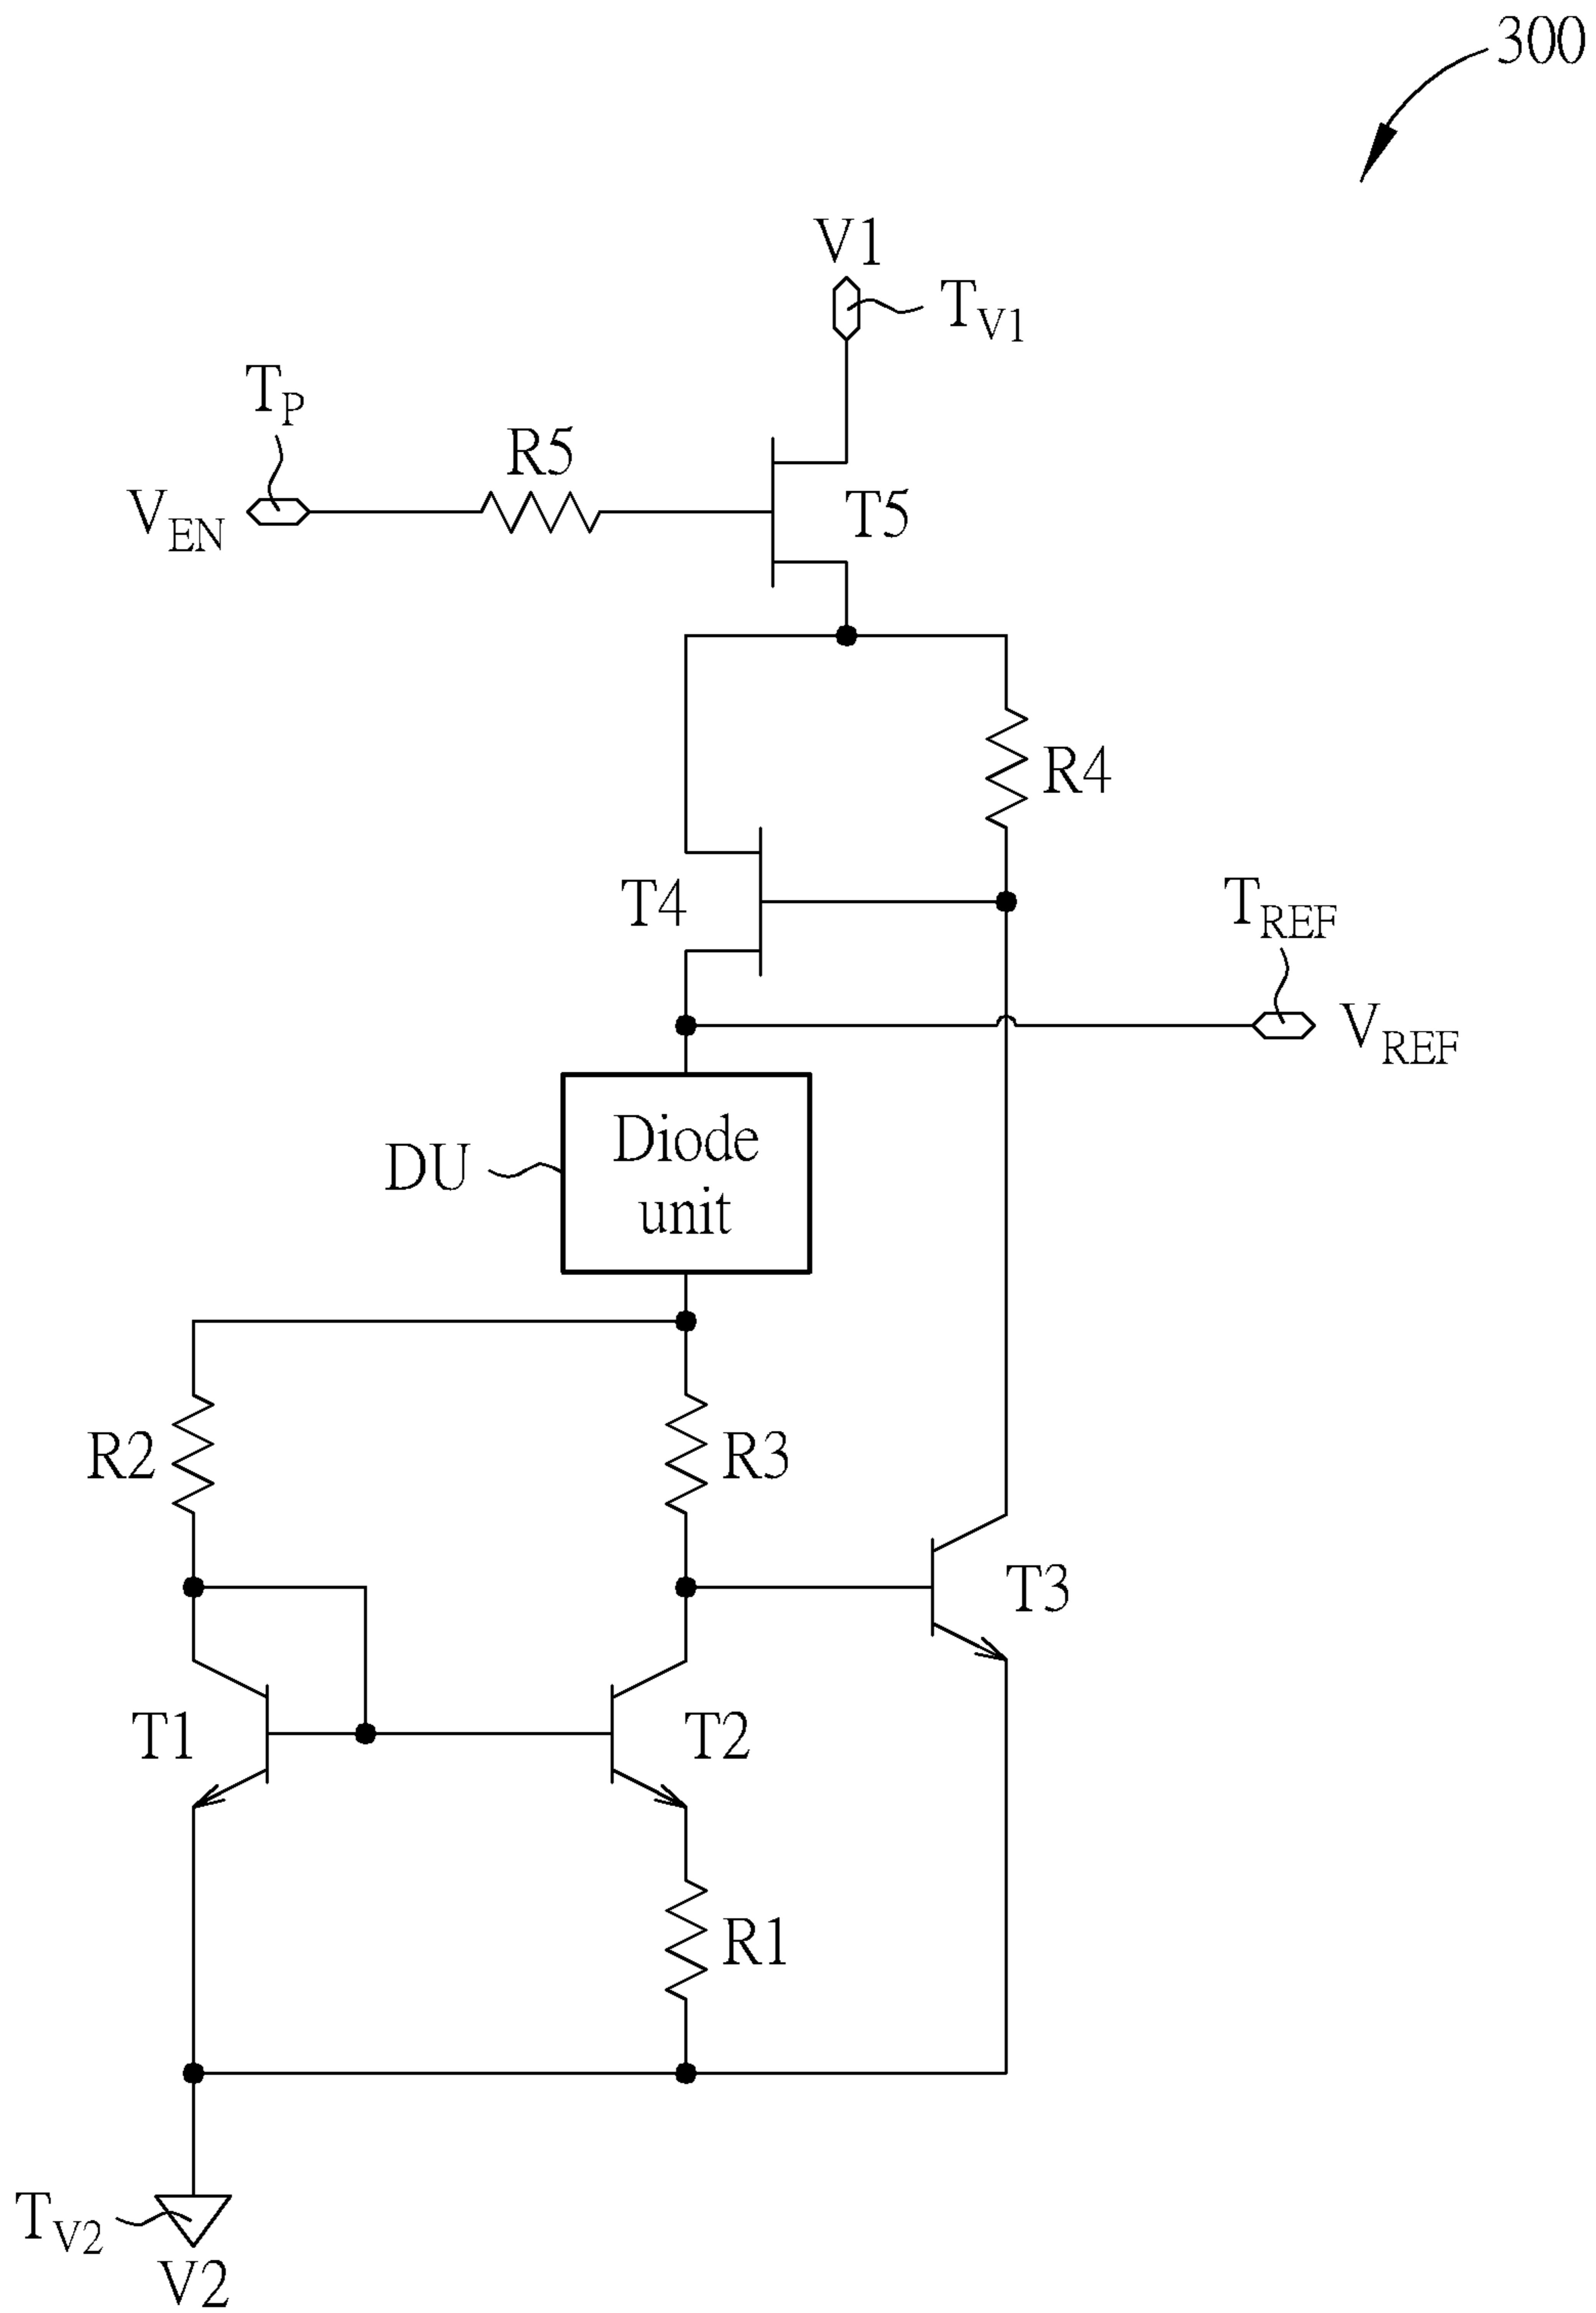 300
V1
TV1
TP
R5
VEN
T5
R4
T4
TREF
VREF
Diode
unit
DU
R2
R3
T3
T1
T2
R1
TV2
V2